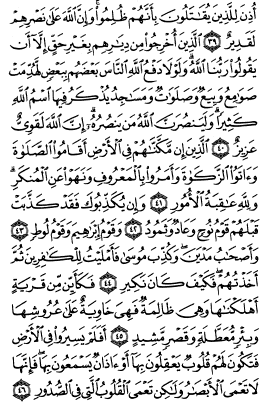 أُذِنَ لِلَّذِينَ يُقَـٰتَلُونَ بِأَنَّهُمْ ظُلِمُوا۟ وَإِنَّ ٱللَّهَ عَلَىٰ نَصْرِهِمْ
لَقَدِيرٌ ٣٩ ٱلَّذِينَ أُخْرِجُوا۟ مِن دِيَـٰرِهِم بِغَيْرِ حَقٍّ إِلَّآ أَن
يَقُولُوا۟ رَبُّنَا ٱللَّهُ وَلَوْلَا دَفْعُ ٱللَّهِ ٱلنَّاسَ بَعْضَهُم بِبَعْضٍ لَّهُدِّمَتْ
صَوَٰمِعُ وَبِيَعٌ وَصَلَوَٰتٌ وَمَسَـٰجِدُ يُذْكَرُ فِيهَا ٱسْمُ ٱللَّهِ
كَثِيرًا وَلَيَنصُرَنَّ ٱللَّهُ مَن يَنصُرُهُۥٓ إِنَّ ٱللَّهَ لَقَوِىٌّ
عَزِيزٌ ٤٠ ٱلَّذِينَ إِن مَّكَّنَّـٰهُمْ فِى ٱلْأَرْضِ أَقَامُوا۟ ٱلصَّلَوٰةَ
وَءَاتَوُا۟ ٱلزَّكَوٰةَ وَأَمَرُوا۟ بِٱلْمَعْرُوفِ وَنَهَوْا۟ عَنِ ٱلْمُنكَرِ
وَلِلَّهِ عَـٰقِبَةُ ٱلْأُمُورِ ٤١ وَإِن يُكَذِّبُوكَ فَقَدْ كَذَّبَتْ
قَبْلَهُمْ قَوْمُ نُوحٍ وَعَادٌ وَثَمُودُ ٤٢ وَقَوْمُ إِبْرَٰهِيمَ وَقَوْمُ لُوطٍ ٤٣
وَأَصْحَـٰبُ مَدْيَنَ وَكُذِّبَ مُوسَىٰ فَأَمْلَيْتُ لِلْكَـٰفِرِينَ ثُمَّ
أَخَذْتُهُمْ فَكَيْفَ كَانَ نَكِيرِ ٤٤ فَكَأَيِّن مِّن قَرْيَةٍ
أَهْلَكْنَـٰهَا وَهِىَ ظَالِمَةٌ فَهِىَ خَاوِيَةٌ عَلَىٰ عُرُوشِهَا
وَبِئْرٍ مُّعَطَّلَةٍ وَقَصْرٍ مَّشِيدٍ ٤٥ أَفَلَمْ يَسِيرُوا۟ فِى ٱلْأَرْضِ
فَتَكُونَ لَهُمْ قُلُوبٌ يَعْقِلُونَ بِهَآ أَوْ ءَاذَانٌ يَسْمَعُونَ بِهَا فَإِنَّهَا
لَا تَعْمَى ٱلْأَبْصَـٰرُ وَلَـٰكِن تَعْمَى ٱلْقُلُوبُ ٱلَّتِى فِى ٱلصُّدُورِ ٤٦